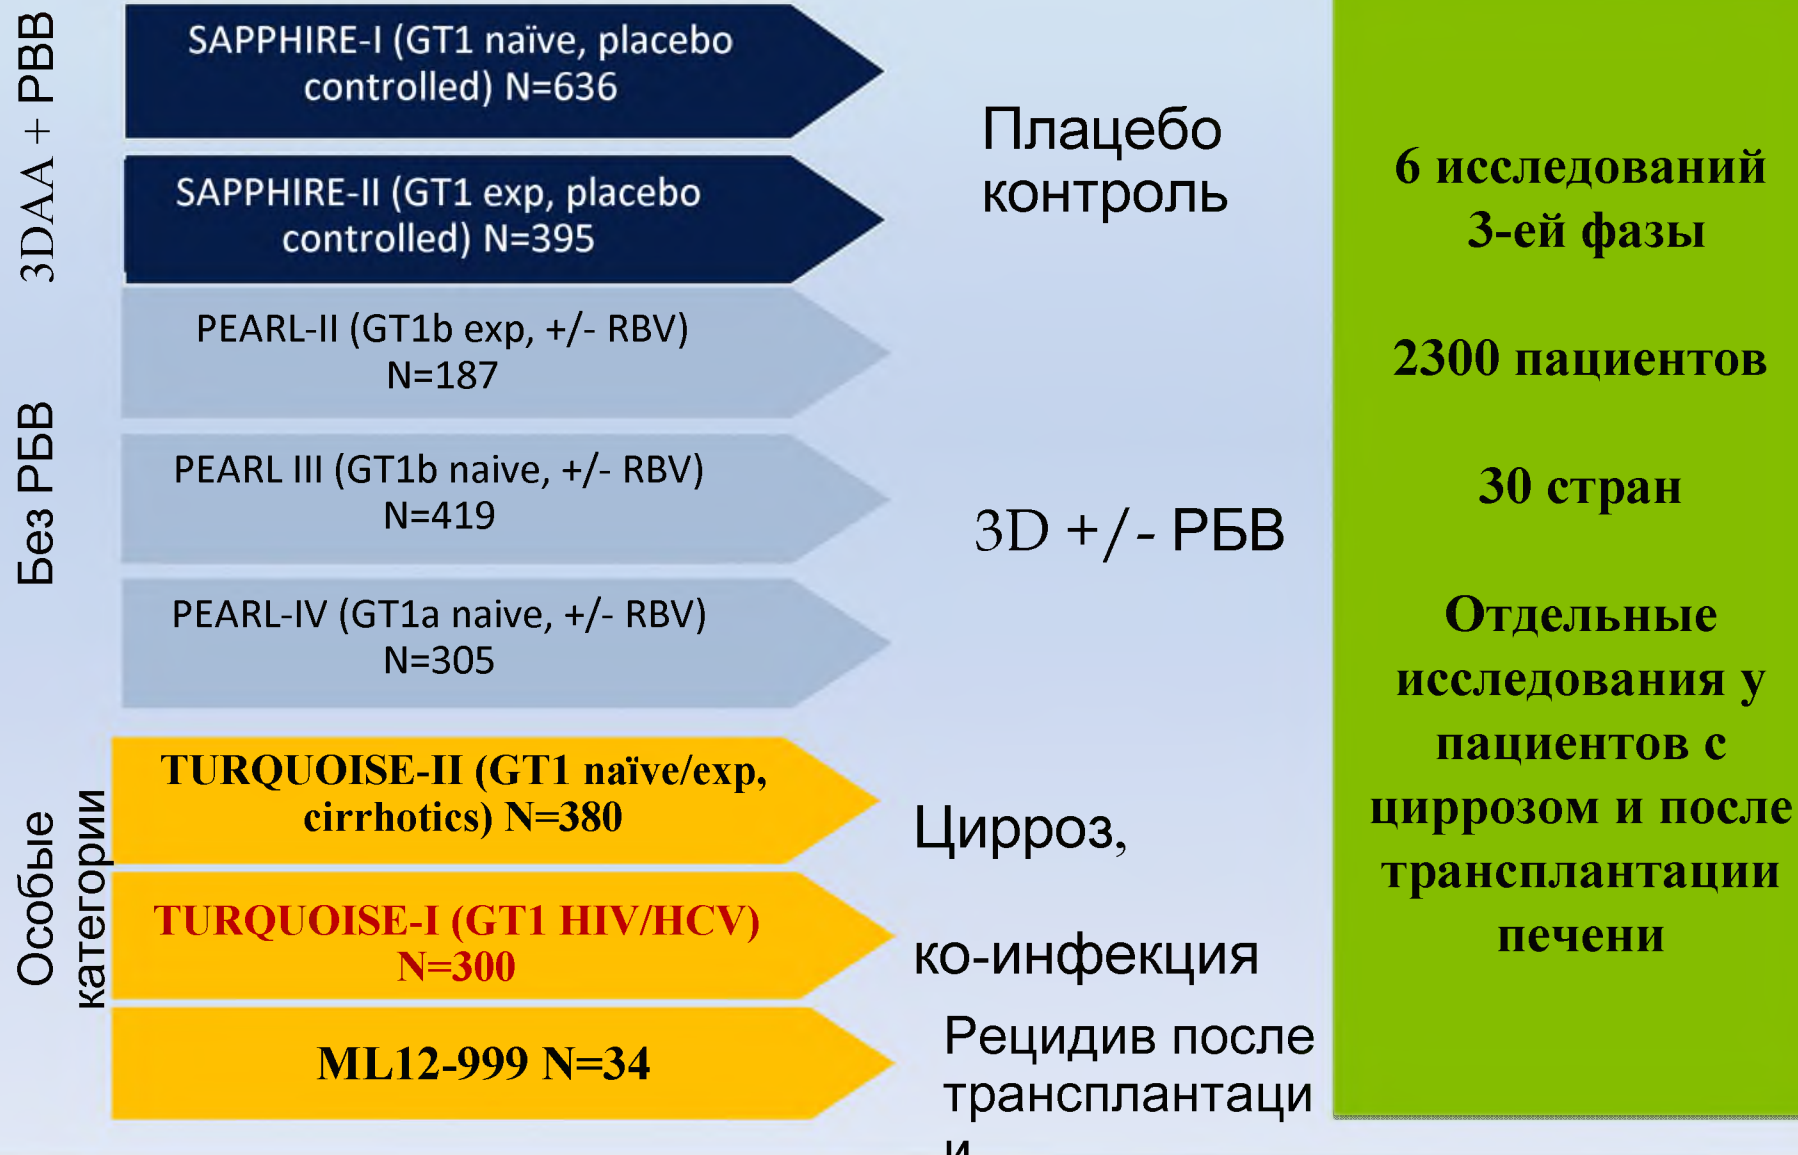 3DAA + РВВ
SAPPHIRE-I (GT1 naïve, placebo
controlled) N=636
SAPPHIRE-II (GT1 exp, placebo
controlled) N=395
Плацебо
контроль
Без РБВ
PEARL-II (GT1b exp, +/- RBV)
N=187
PEARL III (GT1b naive, +/- RBV)
N=419
PEARL-IV (GT1a naive, +/- RBV)
N=305
3D +/- РБВ
Особые
категории
TURQUOISE-II (GT1 naïve/exp,
cirrhotics) N=380
TURQUOISE-I (GT1 HIV/HCV)
N=300
ML12-999 N=34
Цирроз,
ко-инфекция
Рецидив после
трансплантаци
и
6 исследований
3-ей фазы
2300 пациентов
30 стран
Отдельные
исследования у
пациентов с
циррозом и после
трансплантации
печени